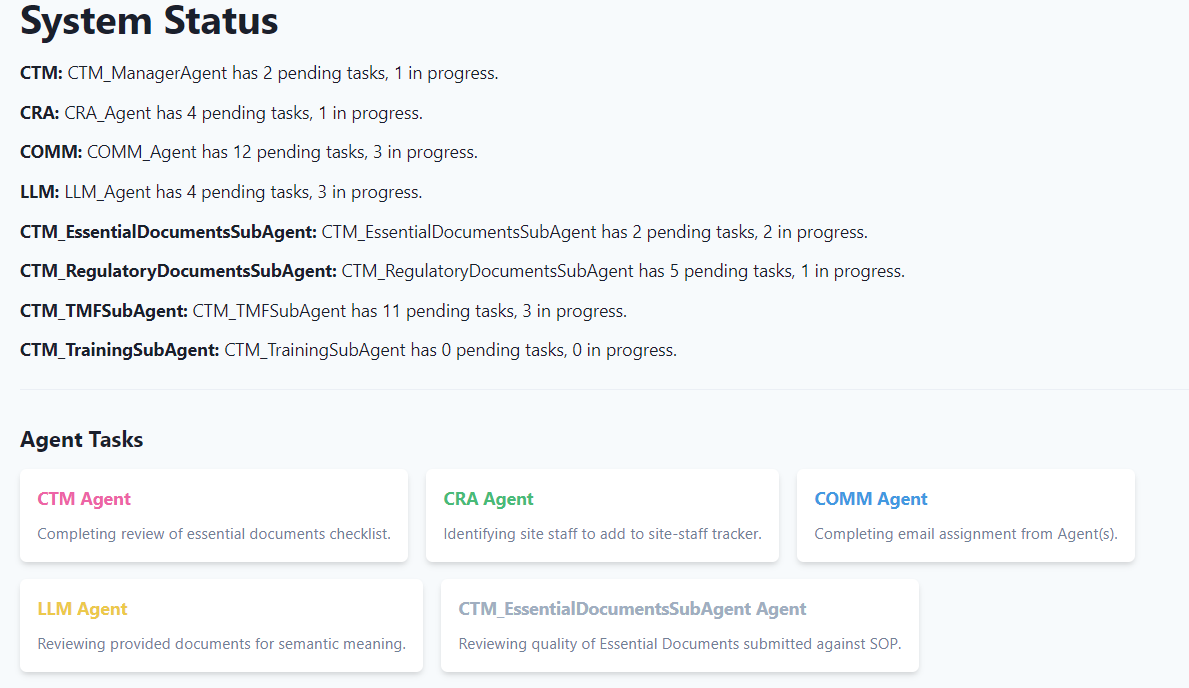 System Status
CTM: CTM_ManagerAgent has 2 pending tasks, 1 in progress.
CRA: CRA_Agent has 4 pending tasks, 1 in progress.
COMM: COMM_Agent has 12 pending tasks, 3 in progress.
LLM: LLM_Agent has 4 pending tasks, 3 in progress.
CTM_EssentialDocumentsSubAgent: CTM_EssentialDocumentsSubAgent has 2 pending tasks, 2 in progress.
CTM_RegulatoryDocumentsSubAgent: CTM_RegulatoryDocumentsSubAgent has 5 pending tasks, 1 in progress.
CTM_TMFSubAgent: CTM_TMFSubAgent has 11 pending tasks, 3 in progress.
CTM_TrainingSubAgent: CTM_TrainingSubAgent has 0 pending tasks, 0 in progress.
Agent Tasks
CTM Agent
Completing review of essential documents checklist.
CRA Agent
Identifying site staff to add to site-staff tracker.
COMM Agent
Completing email assignment from Agent(s).
LLM Agent
Reviewing provided documents for semantic meaning.
CTM_EssentialDocumentsSubAgent Agent
Reviewing quality of Essential Documents submitted against SOP.